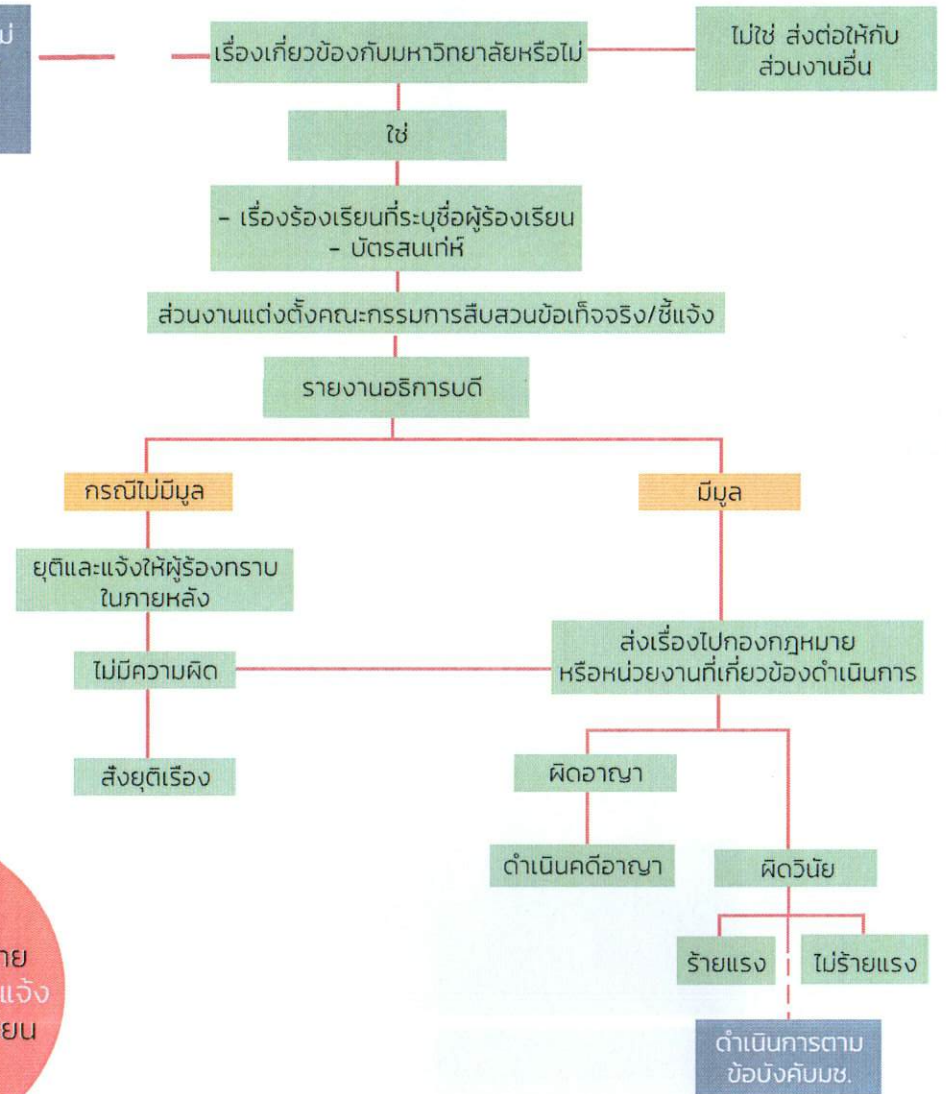 ม่
เรื่องเกี่ยวข้องกับมหาวิทยาลัยหรือไม่
ไม่ใช่ ส่งต่อให้กับ
ส่วนงานอื่น
ใช่
- เรื่องร้องเรียนที่ระบุชื่อผู้ร้องเรียน
- บัตรสนเท่ห์
ส่วนงานแต่งตั้งคณะกรรมการสืบสวนข้อเท็จจริง/ชี้แจ้ง
รายงานอธิการบดี
กรณีไม่มีมูล
มีมูล
ยุติและแจ้งให้ผู้ร้องทราบ
ในภายหลัง
ส่งเรื่องไปกองกฎหมาย
หรือหน่วยงานที่เกี่ยวข้องดำเนินการ
ไม่มีความผิด
สั่งยุติเรื่อง
ผิดอาญา
ดำเนินคดีอาญา
ผิดวินัย
ร้ายแรง
ไม่ร้ายแรง
ดำเนินการตาม
ข้อบังคับมช.
แจ้ง